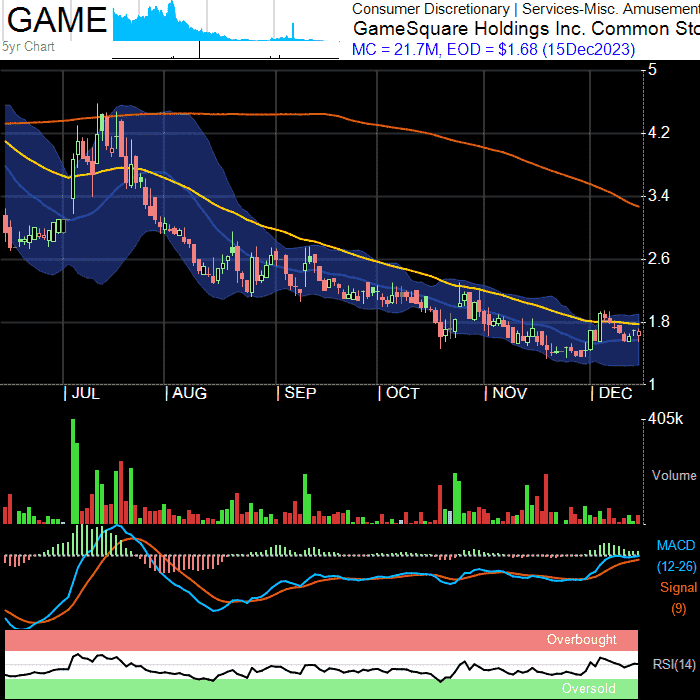 GAME
5yr Chart
Consumer Discretionary | Services-Misc. Amusement
GameSquare Holdings Inc. Common Sto
MC = 21.7M, EOD = $1.68 (15Dec2023)
5
4.2
3.4
2.6
1.8
1
| JUL | AUG | SEP | OCT | NOV | DEC
405k
Volume
MACD
(12-26)
Signal
(9)
Overbought
RSI(14)
Oversold